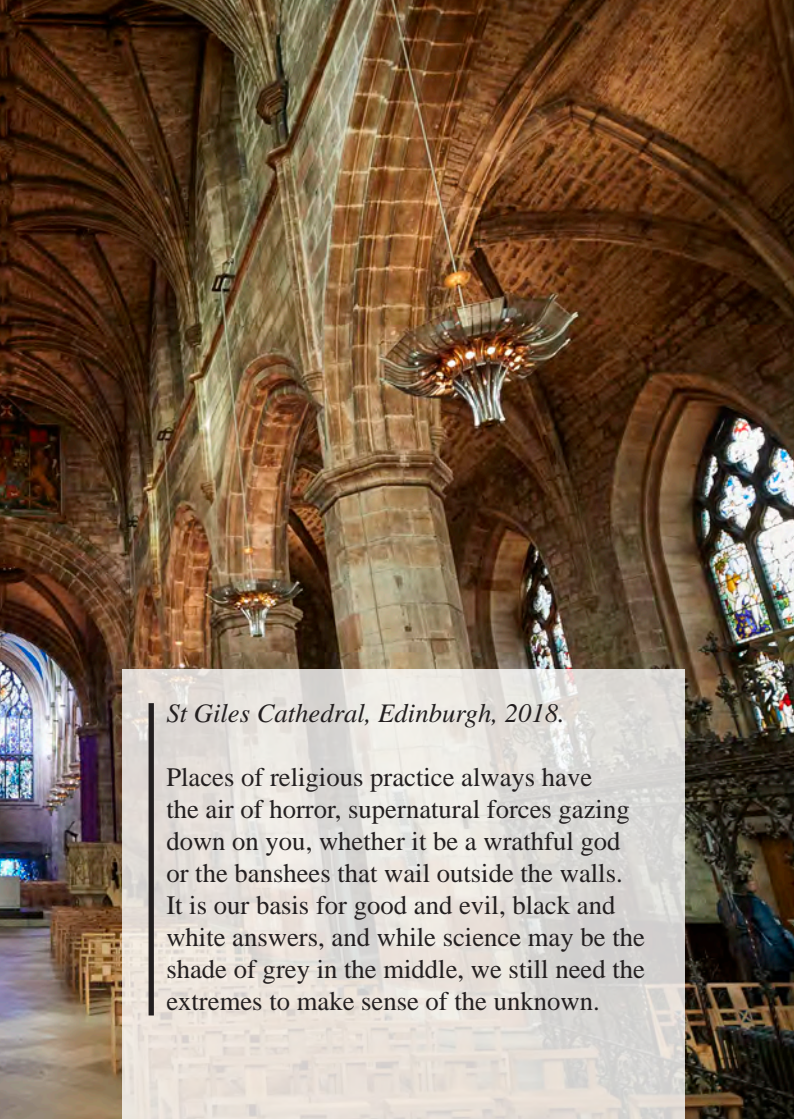 St Giles Cathedral, Edinburgh, 2018.
Places of religious practice always have
the air of horror, supernatural forces gazing
down on you, whether it be a wrathful god
or the banshees that wail outside the walls.
It is our basis for good and evil, black and
white answers, and while science may be the
shade of grey in the middle, we still need the
extremes to make sense of the unknown.